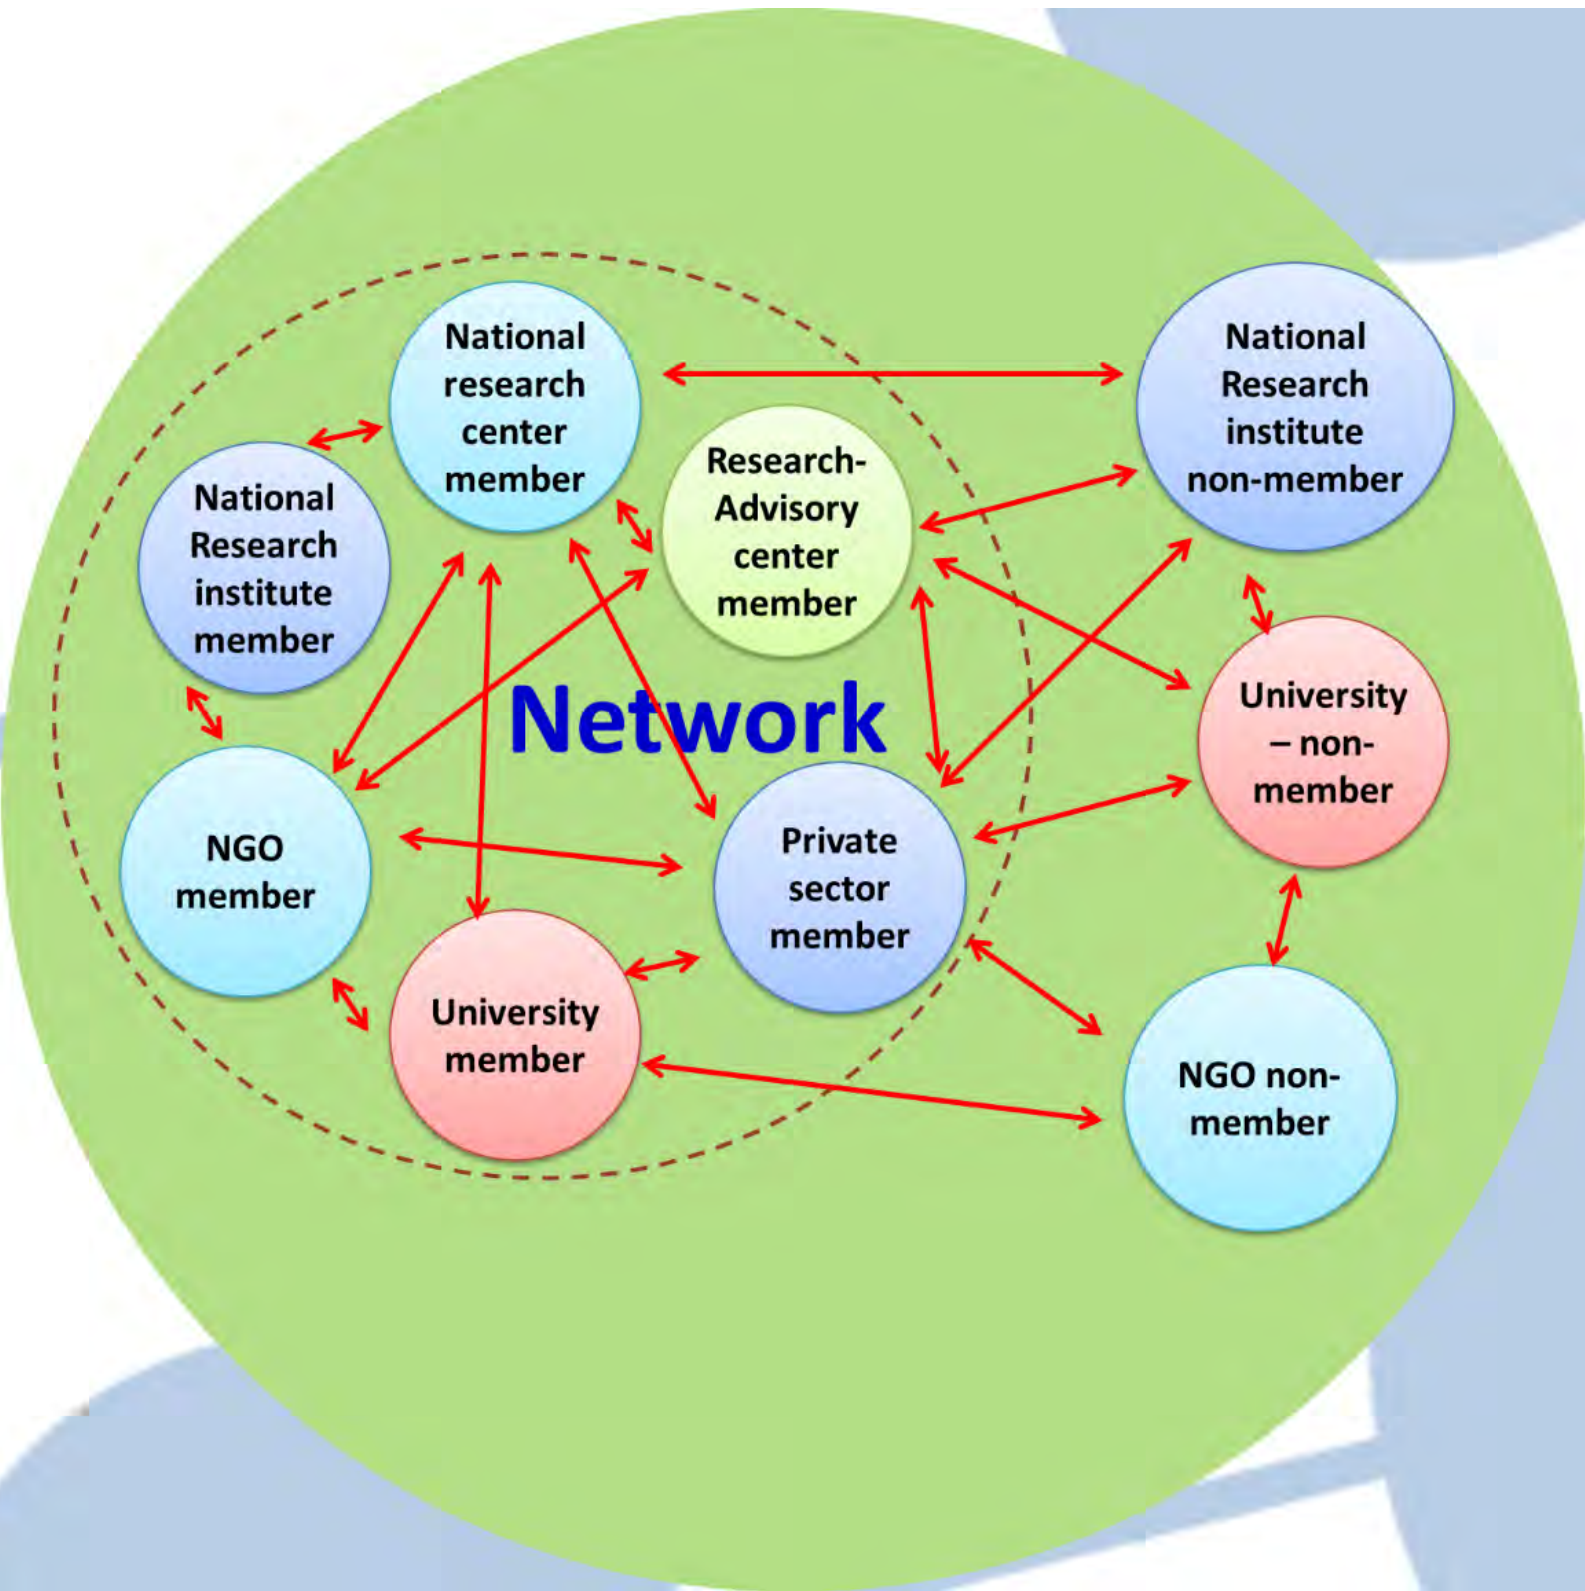 National
research
center
member
National
Research
institute
non-member
Research-
Advisory
center
member
National
Research
institute
member
Network
University
– non-
member
NGO
member
Private
sector
member
University
member
NGO non-
member